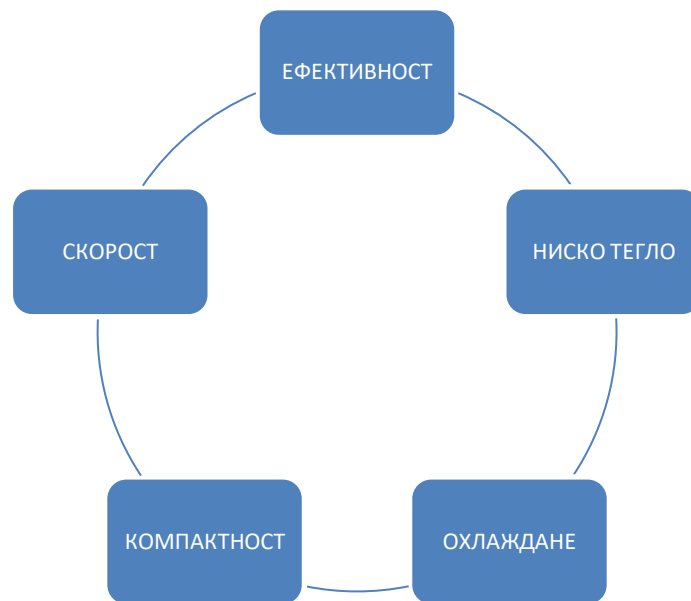 ЕФЕКТИВНОСТ
СКОРОСТ
НИСКО ТЕГЛО
КОМПАКТНОСТ
ОХЛАЖДАНЕ